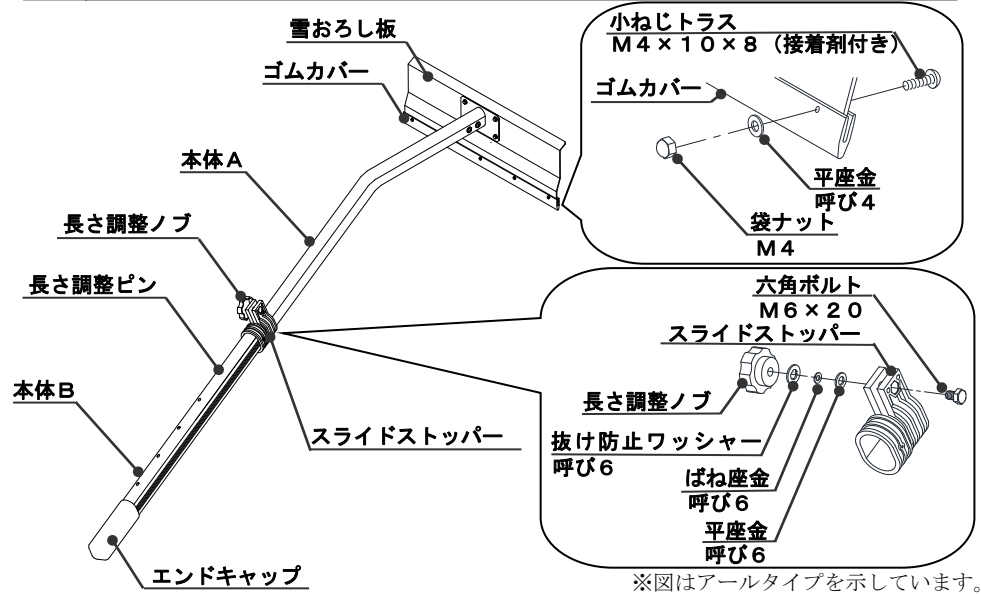 雪おろし板
ゴムカバー
本体A
長さ調整ノブ
長さ調整ピン
本体B
スライドストッパー
エンドキャップ
小ねじトラス
M4×10×8（接着剤付き）
ゴムカバー
平座金
呼び4
袋ナット
M4
六角ボルト
M6×20
スライドストッパー
長さ調整ノブ
抜け防止ワッシャー
呼び6
ばね座金
呼び6
平座金
呼び6
※図はアールタイプを示しています。